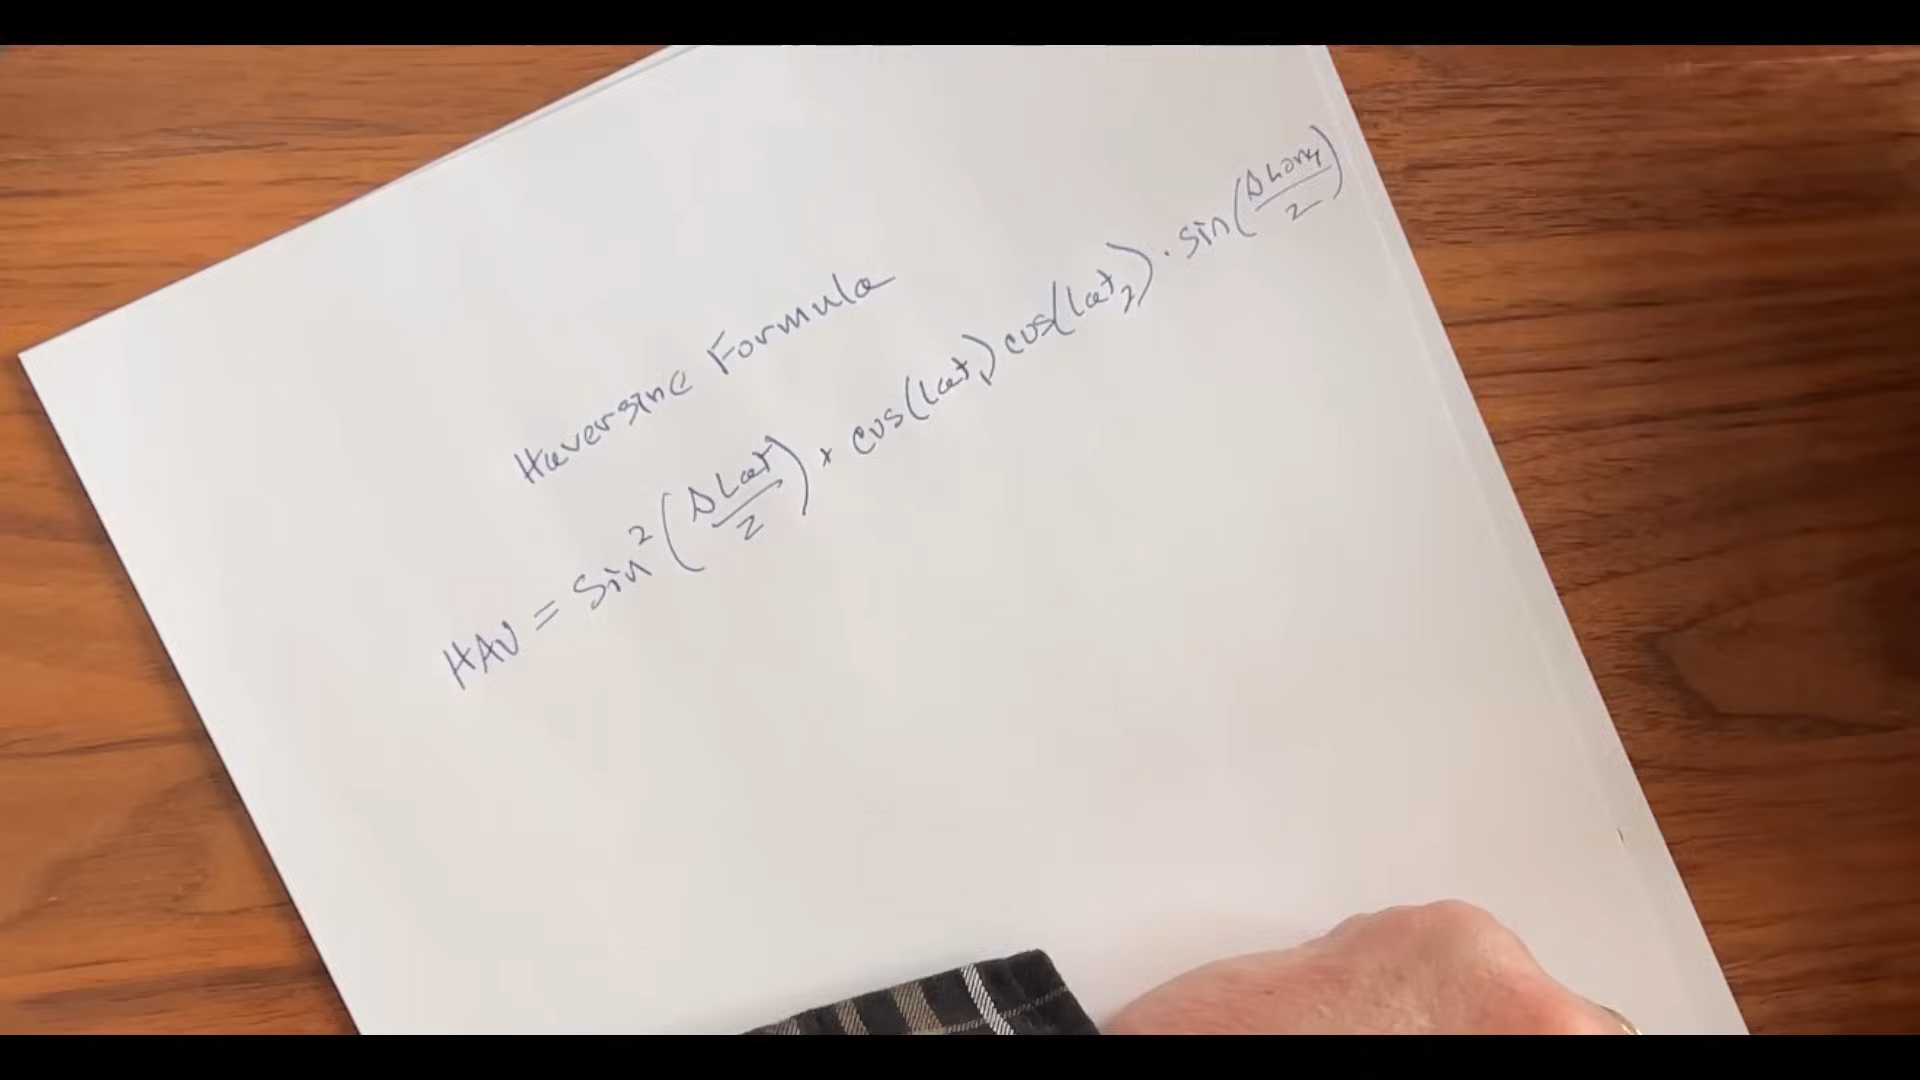 Haversine Formula
HAV = sin²(ΔLat/2) * cos(Lat₁) cos(Lat₂) · sin(ΔLong/2)